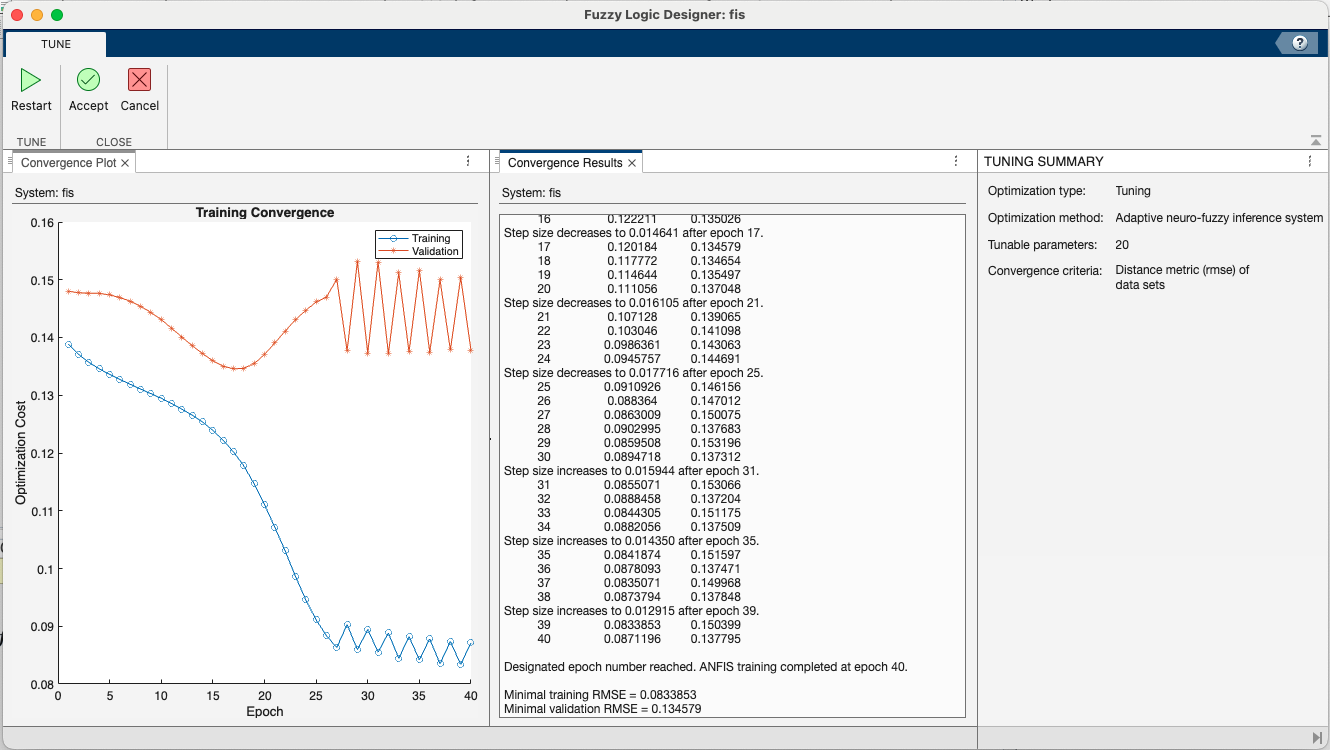 Fuzzy Logic Designer: fis
TUNE
?
Restart
Accept
Cancel
TUNE
CLOSE
Convergence Plot
System: fis
Training Convergence
Training
Validation
0.16
0.15
0.14
0.13
0.12
0.11
0.1
0.09
0.08
Optimization Cost
0 5 10 15 20 25 30 35 40
Epoch
Convergence Results
System: fis
16 0.122211 0.135026
Step size decreases to 0.014641 after epoch 17.
17 0.120184 0.134579
18 0.117772 0.134654
19 0.114644 0.135497
20 0.111056 0.137048
Step size decreases to 0.016105 after epoch 21.
21 0.107128 0.139065
22 0.103046 0.141098
23 0.0986361 0.143063
24 0.0945757 0.144691
Step size decreases to 0.017716 after epoch 25.
25 0.0910926 0.146156
26 0.088364 0.147012
27 0.0863009 0.150075
28 0.0902995 0.137683
29 0.0859508 0.153196
30 0.0894718 0.137312
Step size increases to 0.015944 after epoch 31.
31 0.0855071 0.153066
32 0.0888458 0.137204
33 0.0844305 0.151175
34 0.0882056 0.137509
Step size increases to 0.014350 after epoch 35.
35 0.0841874 0.151597
36 0.0878093 0.137471
37 0.0835071 0.149968
38 0.0873794 0.137848
Step size increases to 0.012915 after epoch 39.
39 0.0833853 0.150399
40 0.0871196 0.137795
Designated epoch number reached. ANFIS training completed at epoch 40.
Minimal training RMSE = 0.0833853
Minimal validation RMSE = 0.134579
TUNING SUMMARY
Optimization type: Tuning
Optimization method: Adaptive neuro-fuzzy inference system
Tunable parameters: 20
Convergence criteria: Distance metric (rmse) of
data sets